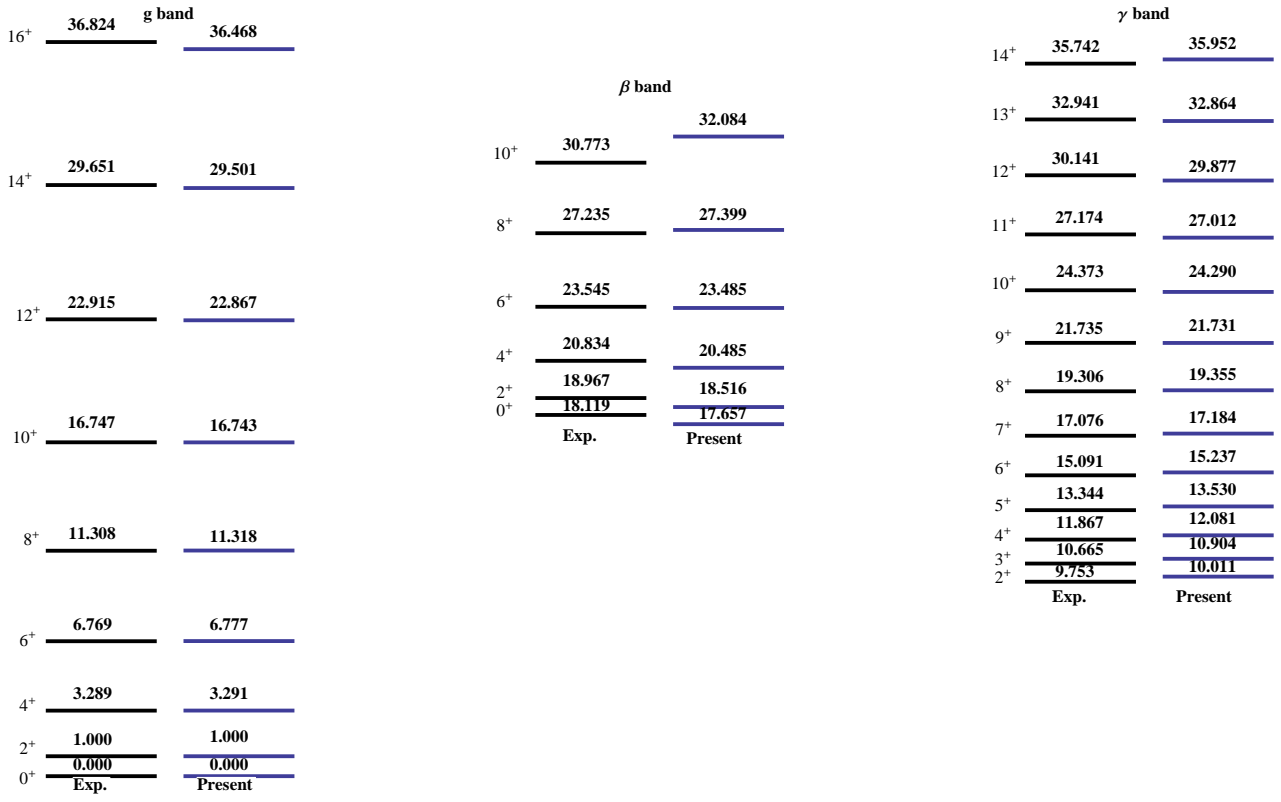 g band
16+ 36.824 36.468
14+ 29.651 29.501
12+ 22.915 22.867
10+ 16.747 16.743
8+ 11.308 11.318
6+ 6.769 6.777
4+ 3.289 3.291
2+ 1.000 1.000
0+ 0.000 0.000
Exp. Present
β band
10+ 30.773 32.084
8+ 27.235 27.399
6+ 23.545 23.485
4+ 20.834 20.485
2+ 18.967 18.516
0+ 18.119 17.657
Exp. Present
γ band
14+ 35.742 35.952
13+ 32.941 32.864
12+ 30.141 29.877
11+ 27.174 27.012
10+ 24.373 24.290
9+ 21.735 21.731
8+ 19.306 19.355
7+ 17.076 17.184
6+ 15.091 15.237
5+ 13.344 13.530
4+ 11.867 12.081
3+ 10.665 10.904
2+ 9.753 10.011
Exp. Present